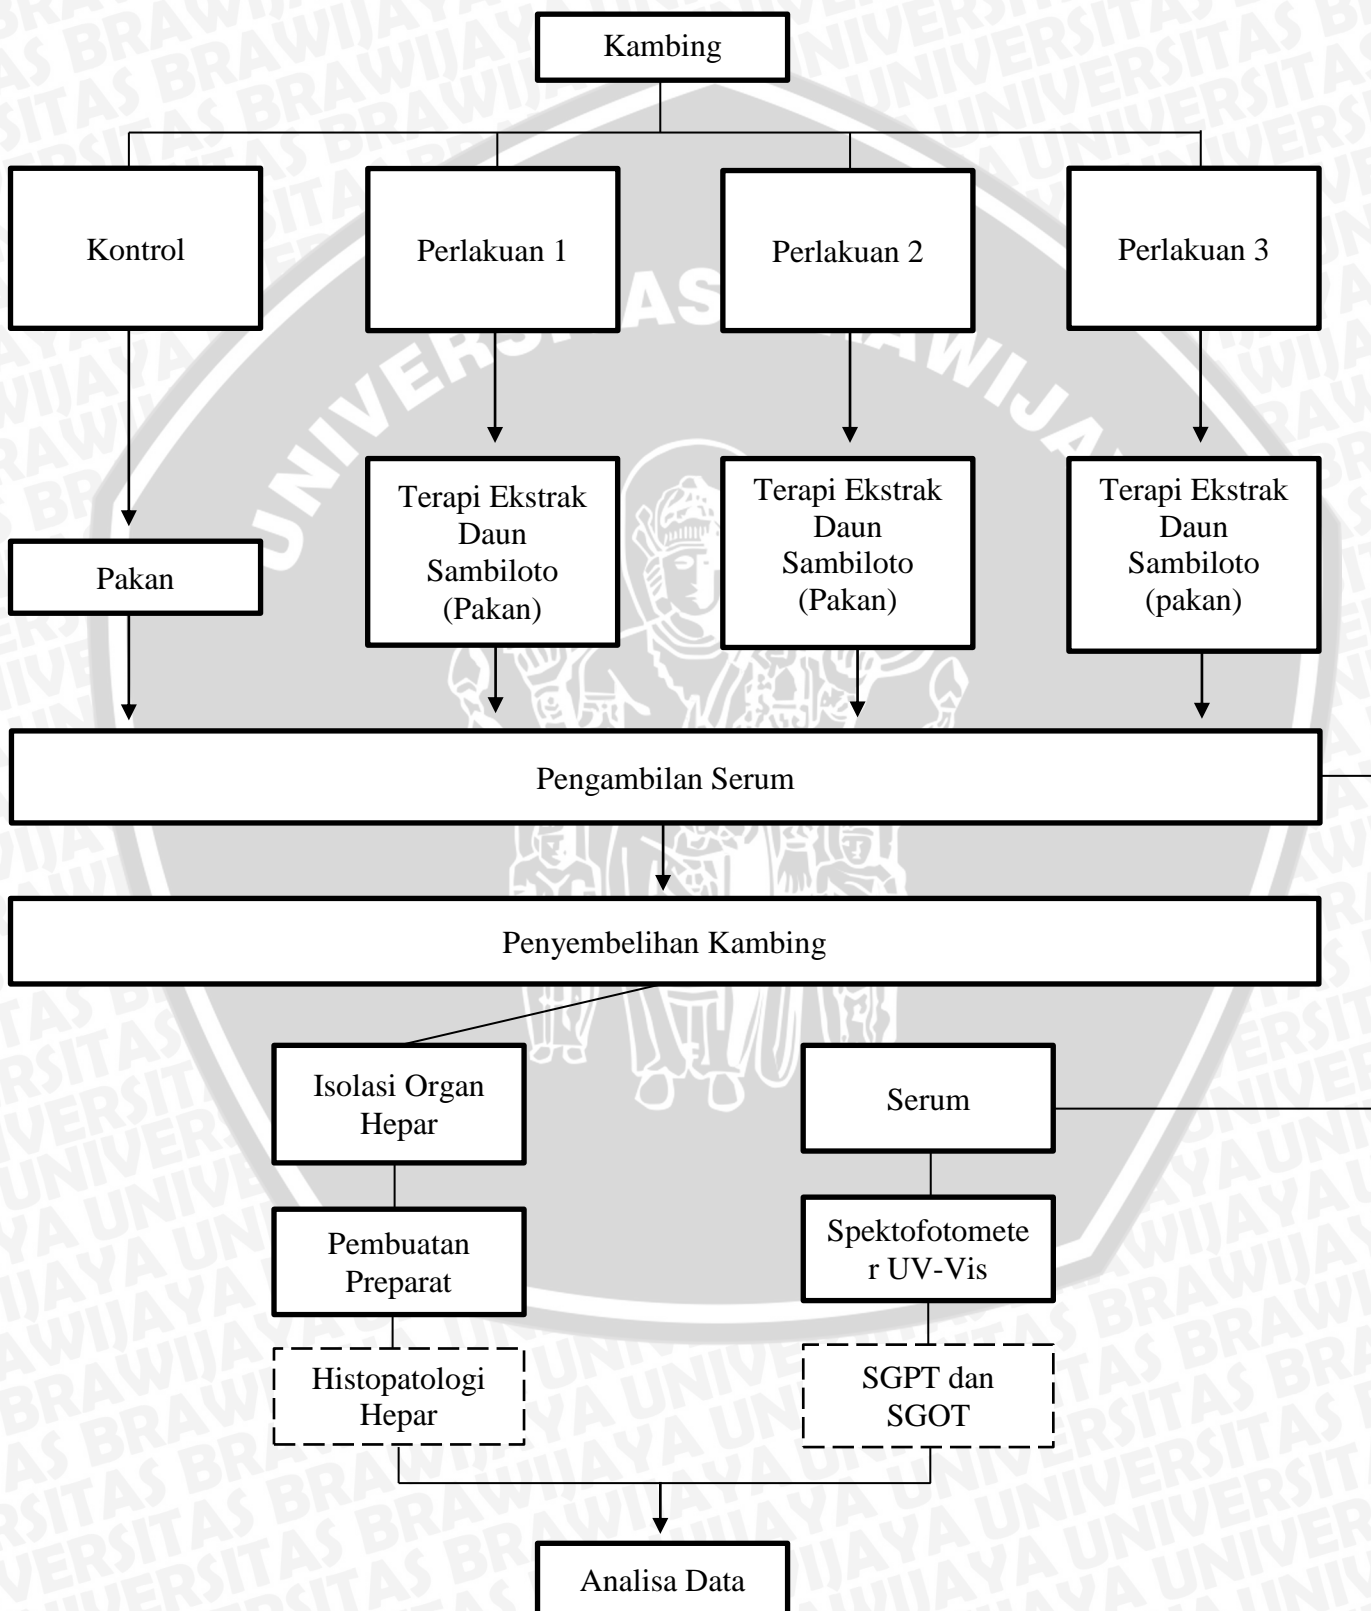 Kambing
Kontrol
Perlakuan 1
Perlakuan 2
Perlakuan 3
Pakan
Terapi Ekstrak
Daun
Sambiloto
(Pakan)
Terapi Ekstrak
Daun
Sambiloto
(Pakan)
Terapi Ekstrak
Daun
Sambiloto
(pakan)
Pengambilan Serum
Penyembelihan Kambing
Isolasi Organ
Hepar
Serum
Pembuatan
Preparat
Spektofotomete
r UV-Vis
Histopatologi
Hepar
SGPT dan
SGOT
Analisa Data